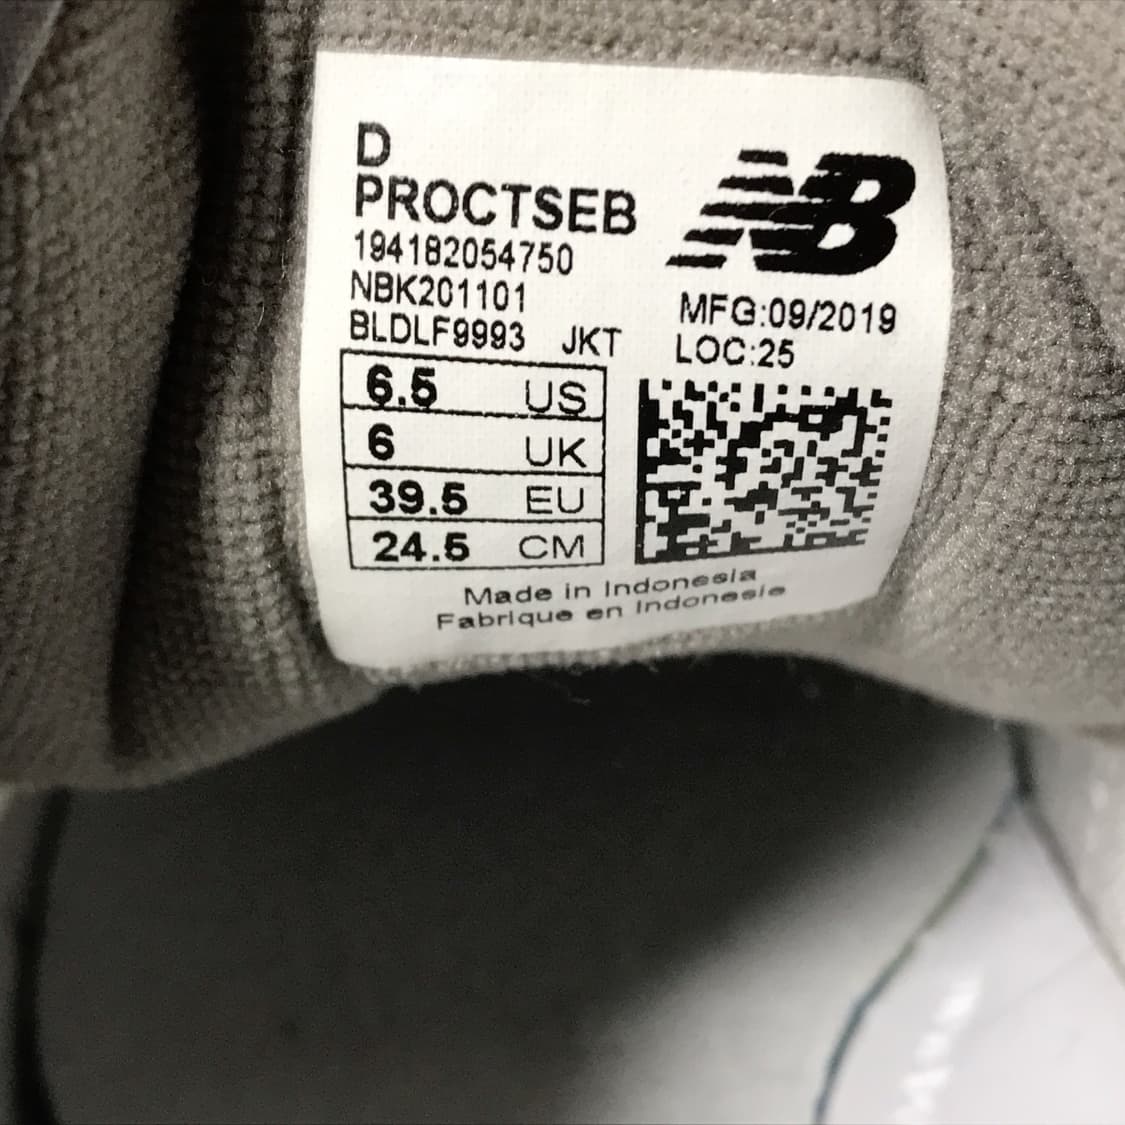 D
PROCTSEB
194182054750
NBK201101
BLDLF9993 JKT
6.5 US
6 UK
39.5 EU
24.5 CM
NB
MFG:09/2019
LOC:25
Made in Indonesia
Fabrique en Indonesie